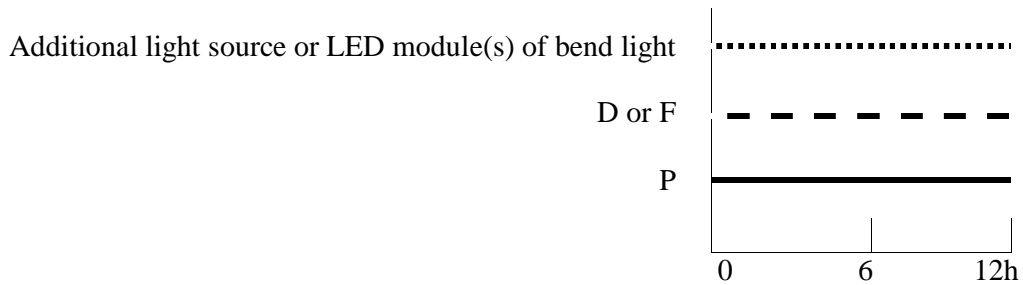 Additional light source or LED module(s) of bend light
D or F
P
0 6 12h